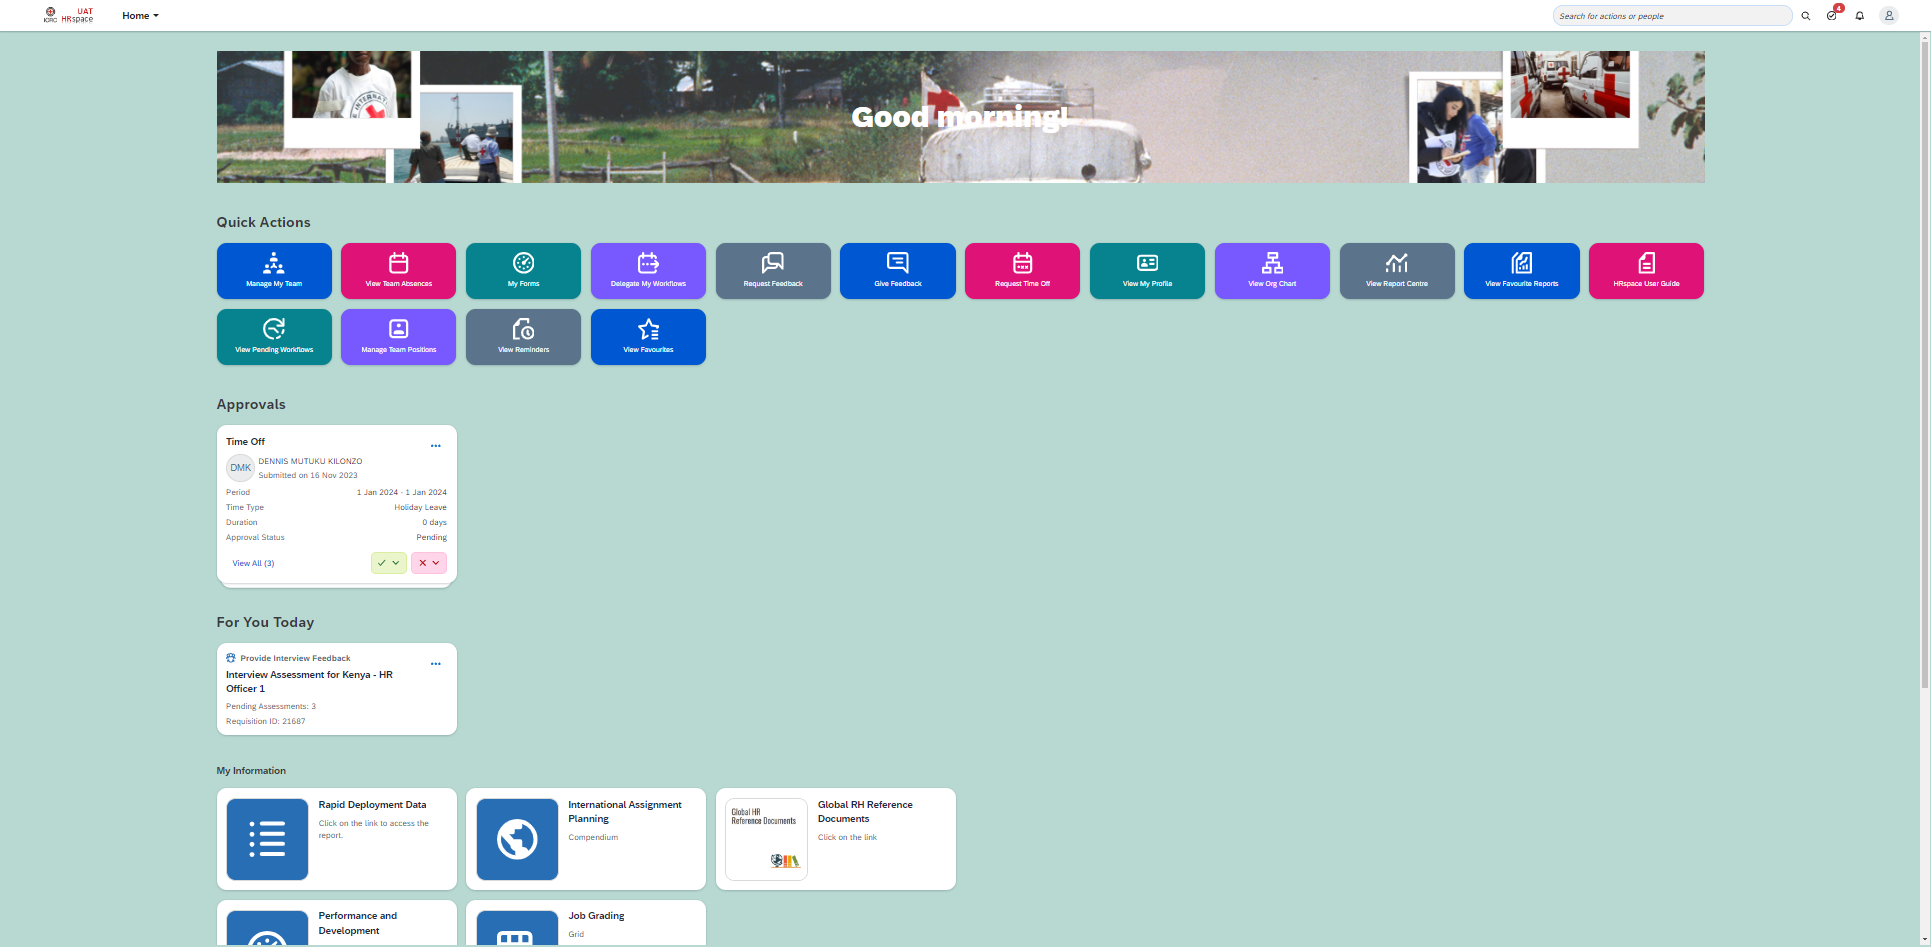 ICRC
UAT
HRspace
Home
Search for actions or people
4
INTERNAT
Good morning!
Quick Actions
Manage My Team
View Team Absences
My Forms
Delegate My Workflows
Request Feedback
Give Feedback
Request Time Off
View My Profile
View Org Chart
View Report Centre
View Favourite Reports
HRspace User Guide
View Pending Workflows
Manage Team Positions
View Reminders
View Favourites
Approvals
Time Off
DMK
DENNIS MUTUKU KILONZO
Submitted on 16 Nov 2023
Period 1 Jan 2024 - 1 Jan 2024
Time Type Holiday Leave
Duration 0 days
Approval Status Pending
View All (3)
For You Today
Provide Interview Feedback
Interview Assessment for Kenya - HR
Officer 1
Pending Assessments: 3
Requisition ID: 21687
My Information
Rapid Deployment Data
Click on the link to access the
report.
International Assignment
Planning
Compendium
Global HR
Reference Documents
Global RH Reference
Documents
Click on the link
Performance and
Development
Job Grading
Grid